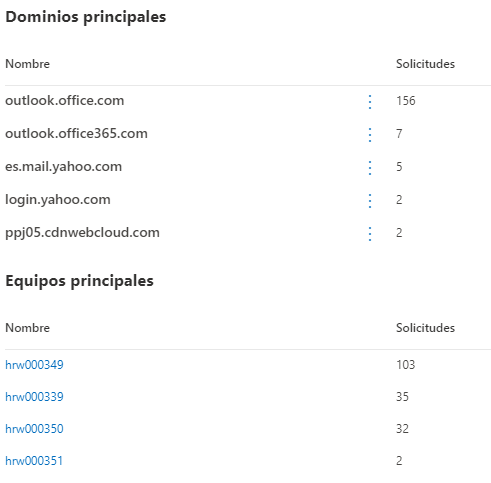 Dominios principales
Nombre Solicitudes
outlook.office.com 156
outlook.office365.com 7
es.mail.yahoo.com 5
login.yahoo.com 2
ppj05.cdnwebcloud.com 2
Equipos principales
Nombre Solicitudes
hrw000349 103
hrw000339 35
hrw000350 32
hrw000351 2